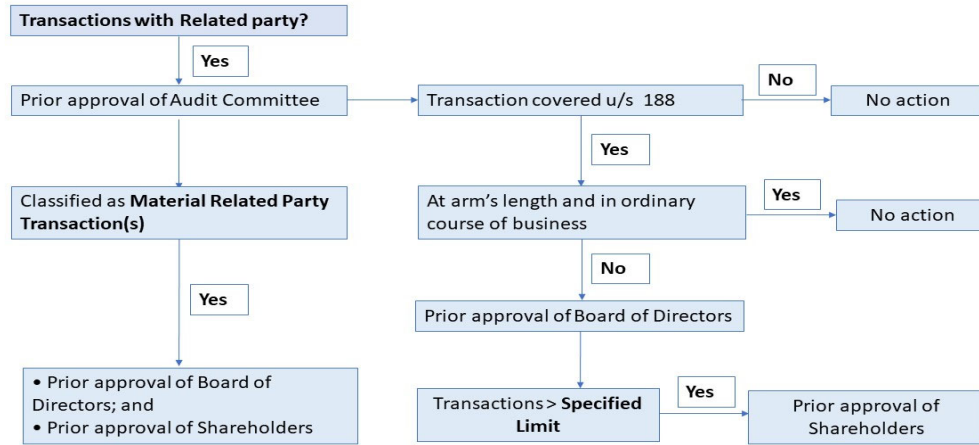 Transactions with Related party?
Yes
Prior approval of Audit Committee
Transaction covered u/s 188
No
No action
Yes
Classified as Material Related Party
Transaction(s)
At arm's length and in ordinary
course of business
Yes
No action
No
Yes
Prior approval of Board of Directors
• Prior approval of Board of
Directors; and
• Prior approval of Shareholders
Transactions > Specified
Limit
Yes
Prior approval of
Shareholders